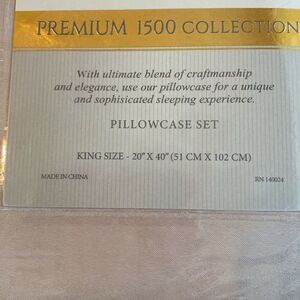 PREMIUM 1500 COLLECTION
With ultimate blend of craftmanship
and elegance, use our pillowcase for a unique
and sophisicated sleeping experience.
PILLOWCASE SET
KING SIZE - 20" X 40" (51 CM X 102 CM)
MADE IN CHINA
RN 140024